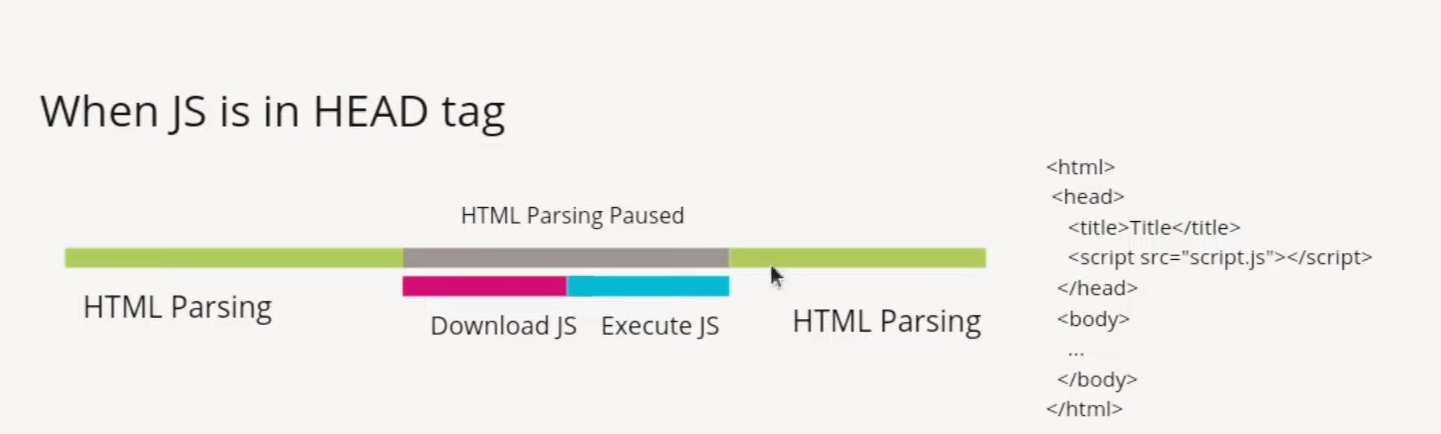 When JS is in HEAD tag
HTML Parsing Paused
HTML Parsing
Download JS
Execute JS
HTML Parsing
<html>
<head>
<title>Title</title>
<script src="script.js"></script>
</head>
<body>
...
</body>
</html>